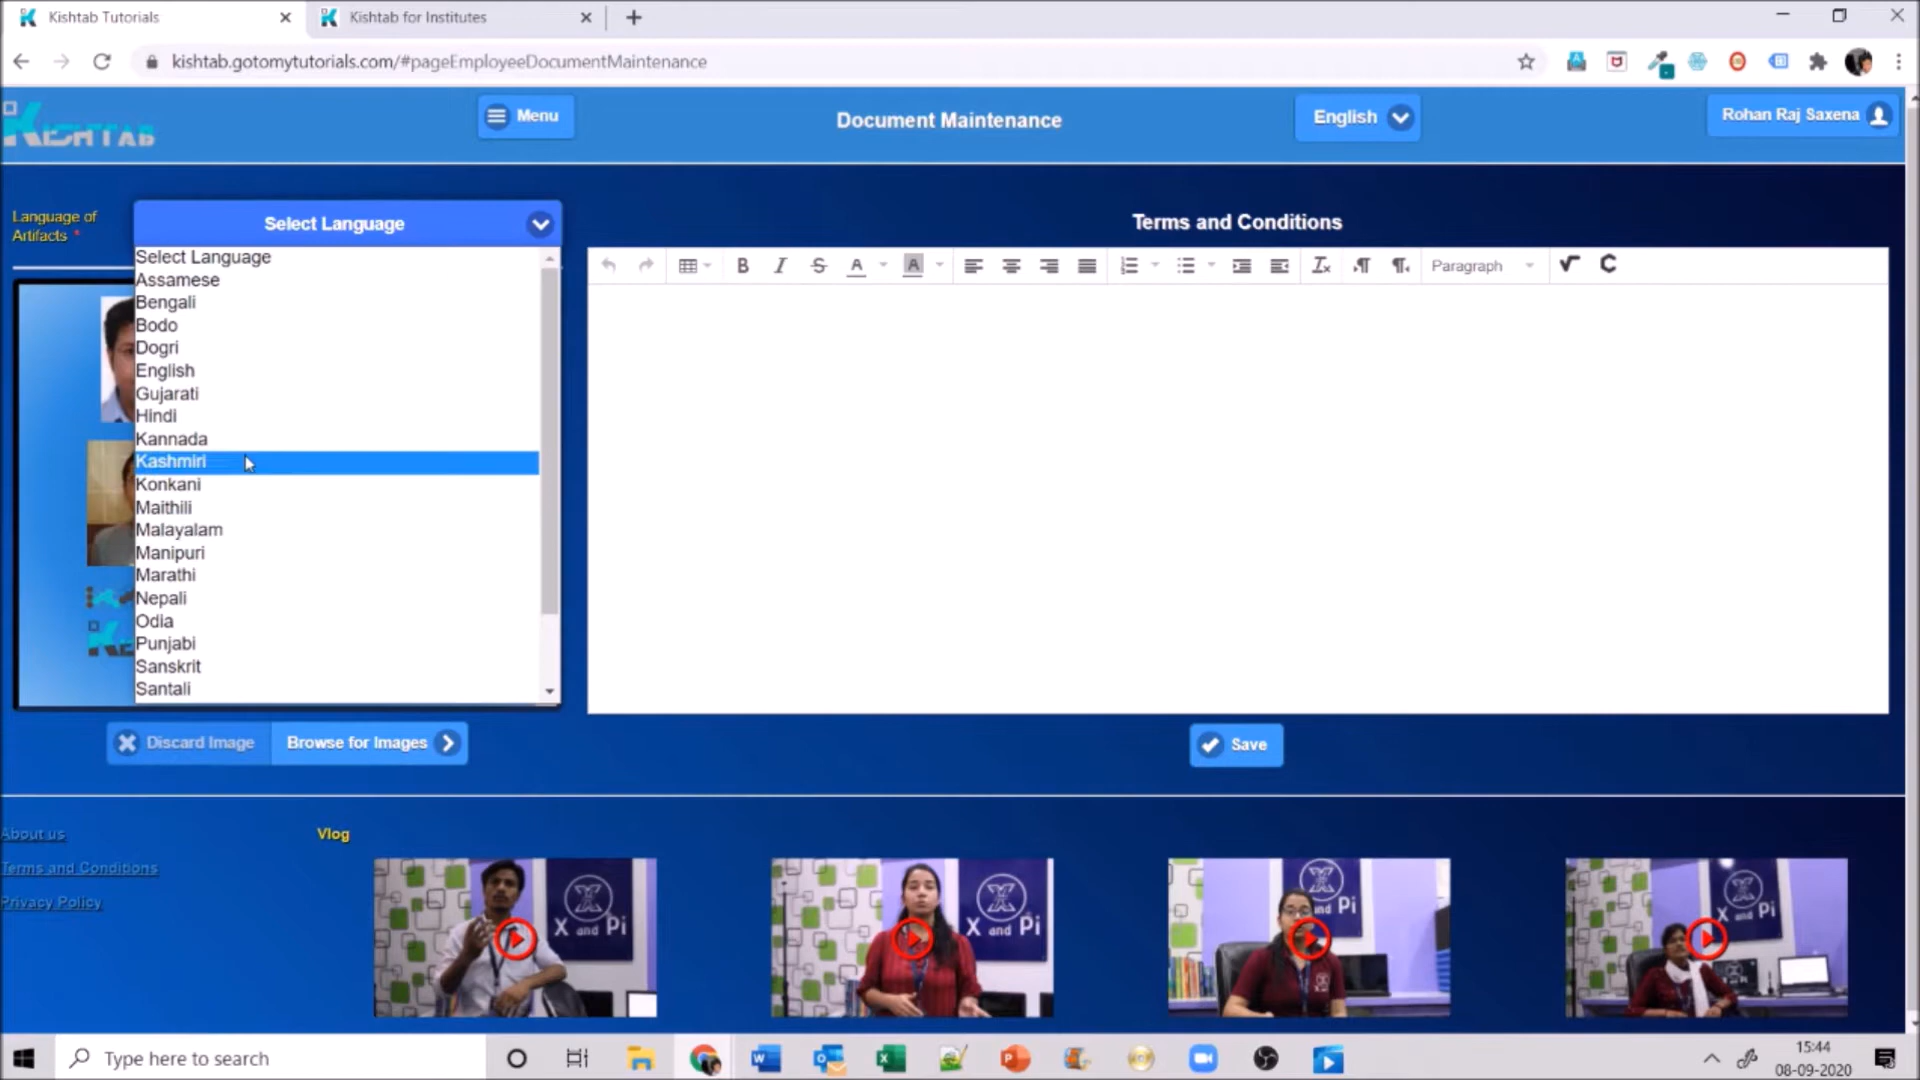 Kishtab Tutorials
Kishtab for Institutes
kishtab.gotomytutorials.com/#pageEmployeeDocumentMaintenance
KISHTAB
Menu
Document Maintenance
English
Rohan Raj Saxena
Language of
Artifacts *
Select Language
Select Language
Assamese
Bengali
Bodo
Dogri
English
Gujarati
Hindi
Kannada
Kashmiri
Konkani
Maithili
Malayalam
Manipuri
Marathi
Nepali
Odia
Punjabi
Sanskrit
Santali
Terms and Conditions
Paragraph
Discard Image
Browse for Images
Save
About us
Terms and Conditions
Privacy Policy
Vlog
X and Pi
X and Pi
and Pi
X and Pi
Type here to search
15:44
08-09-2020